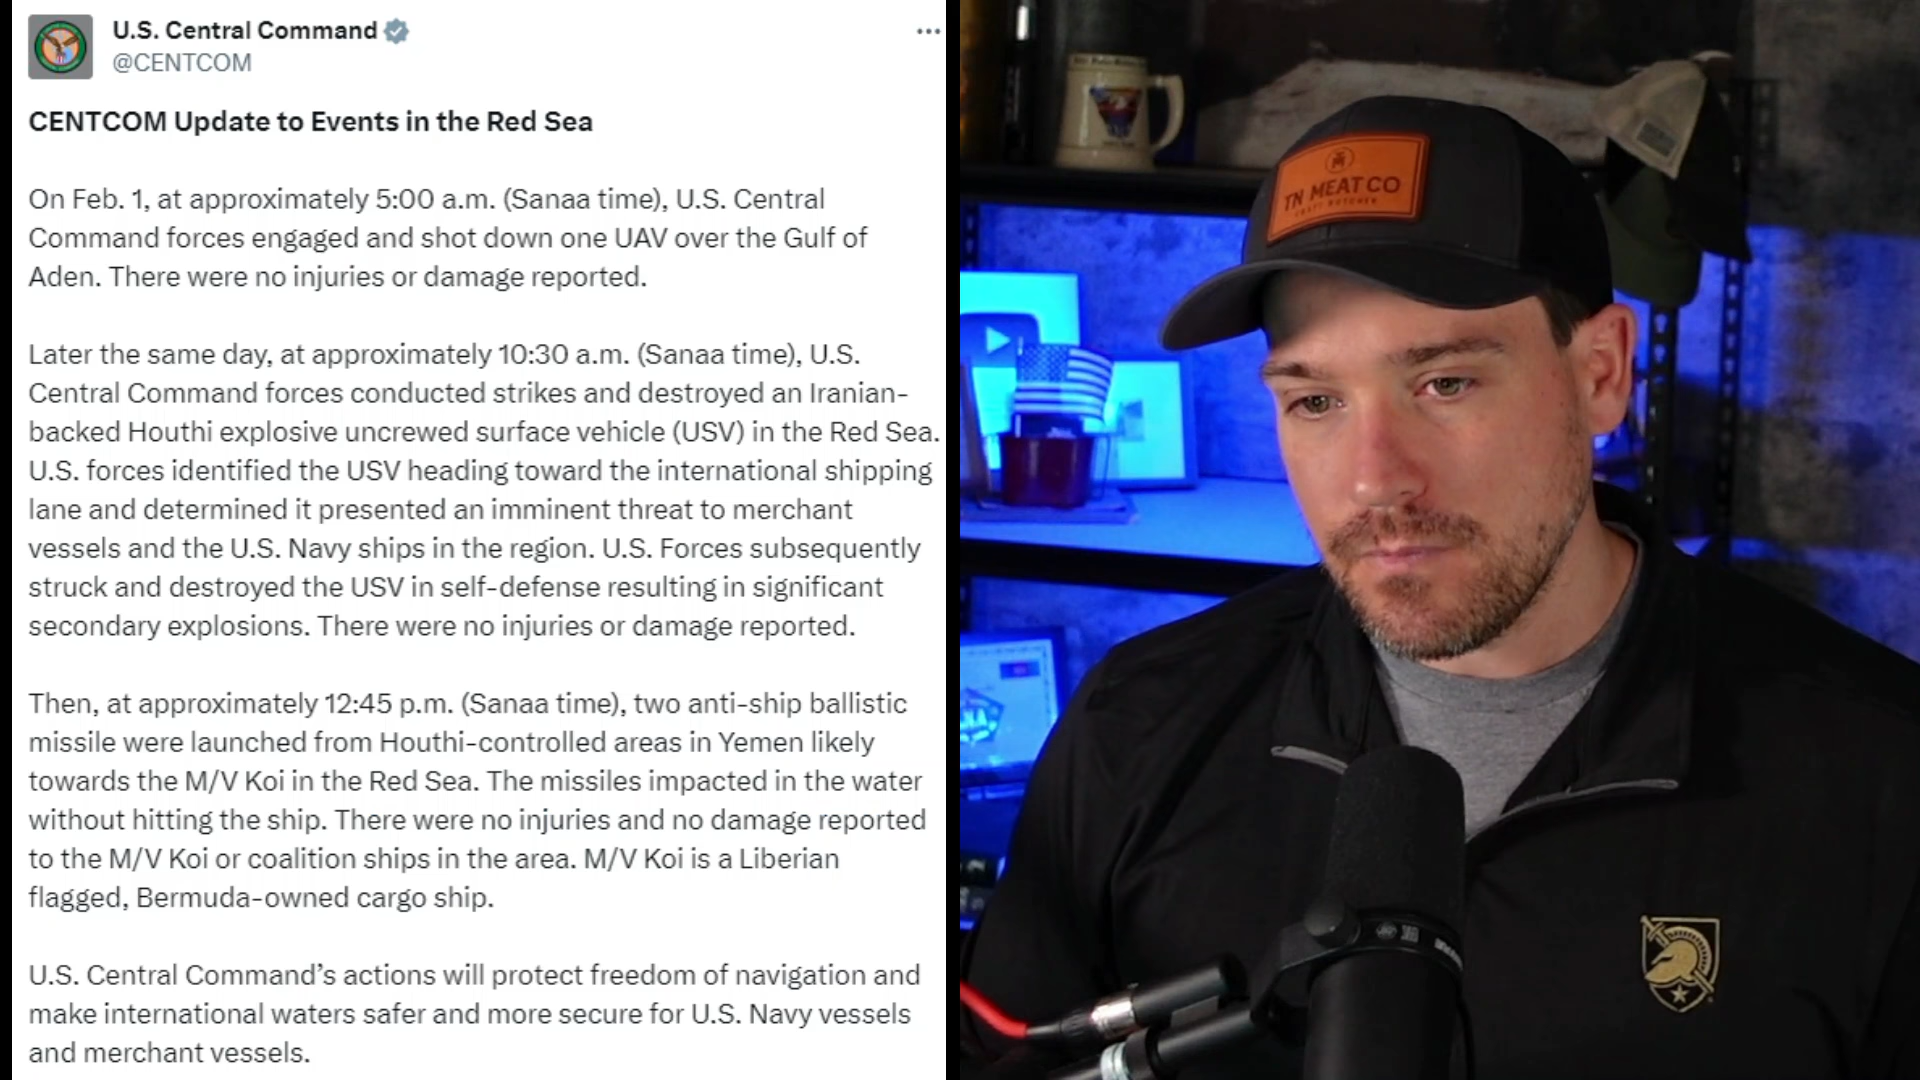 U.S. Central Command
@CENTCOM
CENTCOM Update to Events in the Red Sea
On Feb. 1, at approximately 5:00 a.m. (Sanaa time), U.S. Central
Command forces engaged and shot down one UAV over the Gulf of
Aden. There were no injuries or damage reported.
Later the same day, at approximately 10:30 a.m. (Sanaa time), U.S.
Central Command forces conducted strikes and destroyed an Iranian-
backed Houthi explosive uncrewed surface vehicle (USV) in the Red Sea.
U.S. forces identified the USV heading toward the international shipping
lane and determined it presented an imminent threat to merchant
vessels and the U.S. Navy ships in the region. U.S. Forces subsequently
struck and destroyed the USV in self-defense resulting in significant
secondary explosions. There were no injuries or damage reported.
Then, at approximately 12:45 p.m. (Sanaa time), two anti-ship ballistic
missile were launched from Houthi-controlled areas in Yemen likely
towards the M/V Koi in the Red Sea. The missiles impacted in the water
without hitting the ship. There were no injuries and no damage reported
to the M/V Koi or coalition ships in the area. M/V Koi is a Liberian
flagged, Bermuda-owned cargo ship.
U.S. Central Command’s actions will protect freedom of navigation and
make international waters safer and more secure for U.S. Navy vessels
and merchant vessels.
TN MEAT CO